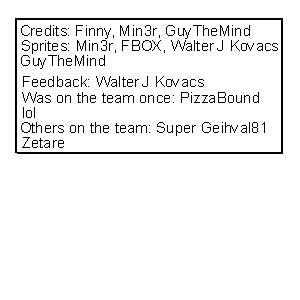 Credits: Finny, Min3r, GuyTheMind
Sprites: Min3r, FBOX, Walter J Kovacs
GuyTheMind
Feedback: Walter J Kovacs
Was on the team once: PizzaBound
lol
Others on the team: Super Geihval81
Zetare